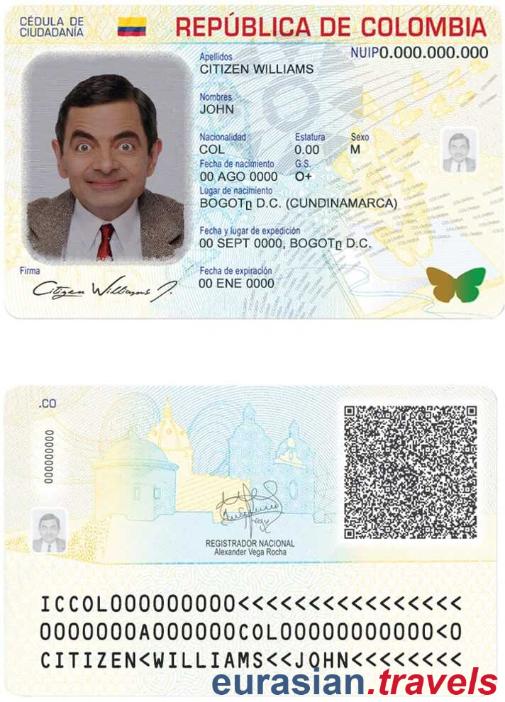 CÉDULA DE
CIUDADANÍA
REPÚBLICA DE COLOMBIA
NUIP0.000.000.000
Apellidos
CITIZEN WILLIAMS
Nombres
JOHN
Nacionalidad Estatura Sexo
COL 0.00 M
Fecha de nacimiento G.S.
00 AGO 0000 O+
Lugar de nacimiento
BOGOT▯ D.C. (CUNDINAMARCA)
Fecha y lugar de expedición
00 SEPT 0000, BOGOT▯ D.C.
Fecha de expiración
00 ENE 0000
Firma
Citizen Williams J.
.CO
000000000
REGISTRADOR NACIONAL
Alexander Vega Rocha
ICCOL000000000<<<<<<<<<<<<<<<<
0000000A000000COL00000000000<0
CITIZEN<WILLIAMS<<JOHN<<<<<<<<
eurasian.travels